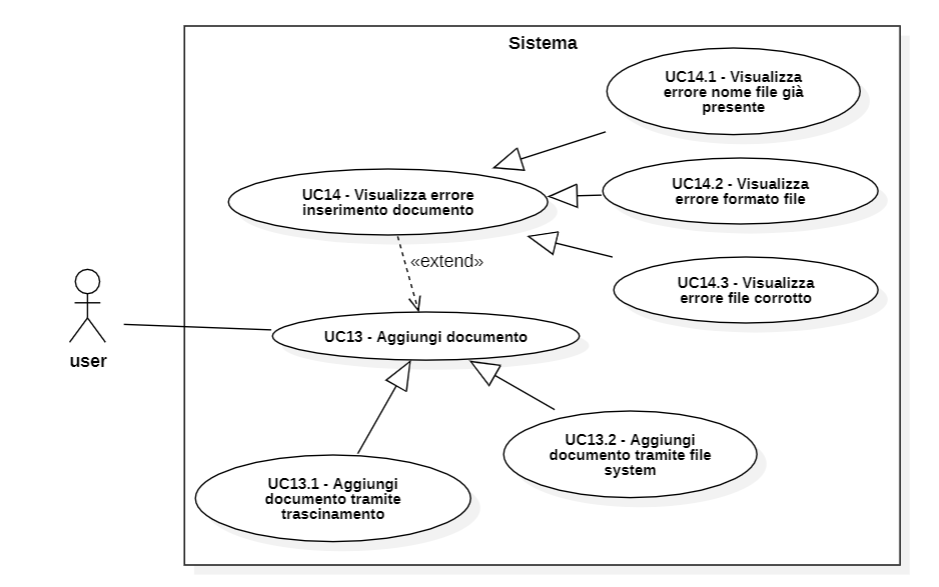 Sistema
UC14.1 - Visualizza
errore nome file già
presente
UC14 - Visualizza errore
inserimento documento
UC14.2 - Visualizza
errore formato file
«extend»
UC14.3 - Visualizza
errore file corrotto
user
UC13 - Aggiungi documento
UC13.2 - Aggiungi
documento tramite file
system
UC13.1 - Aggiungi
documento tramite
trascinamento